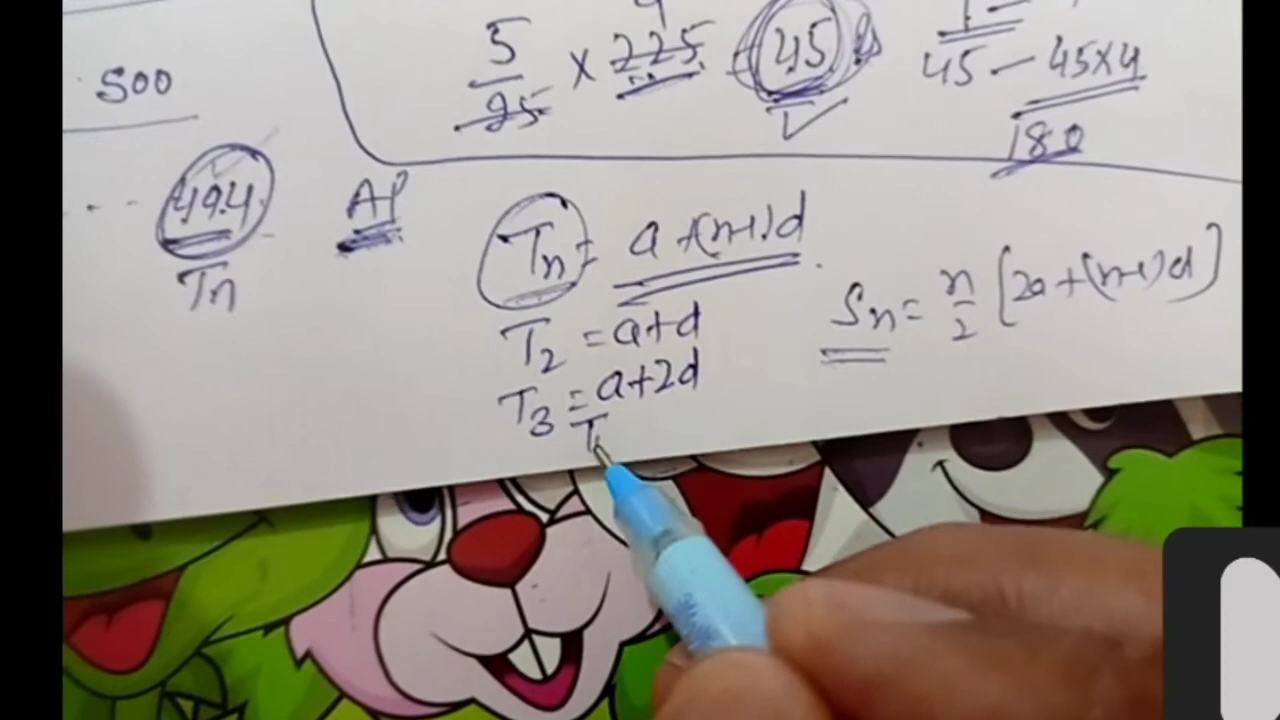 500
5/25 × 225 = 45
45 — 45×4
180
... 494 AP
Tn
Tn = a+(n-1)d
T2 = a+d
T3 = a+2d
T
Sn = n/2 [2a+(n-1)d]